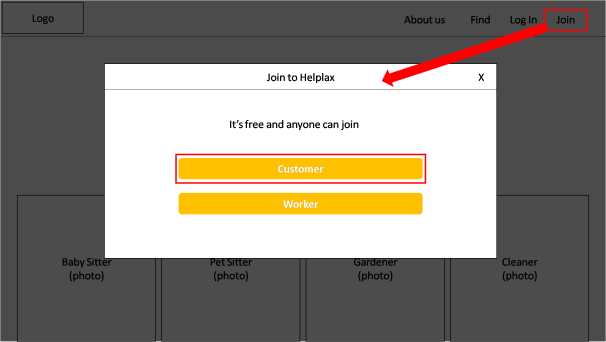 Logo
About us
Find
Log In
Join
Join to Helplax
X
It's free and anyone can join
Customer
Worker
Baby Sitter
(photo)
Pet Sitter
(photo)
Gardener
(photo)
Cleaner
(photo)